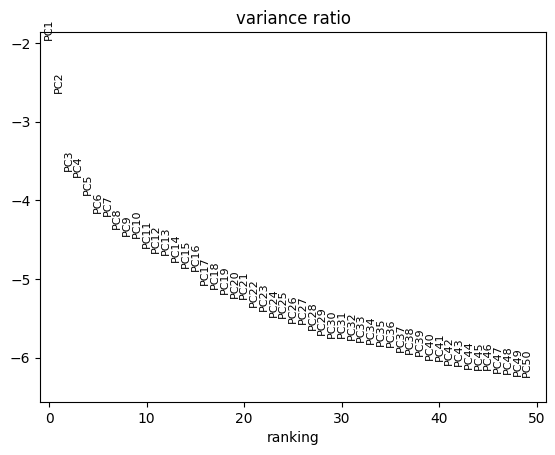 variance ratio
−2
−3
−4
−5
−6
PC1
PC2
PC3
PC4
PC5
PC6
PC7
PC8
PC9
PC10
PC11
PC12
PC13
PC14
PC15
PC16
PC17
PC18
PC19
PC20
PC21
PC22
PC23
PC24
PC25
PC26
PC27
PC28
PC29
PC30
PC31
PC32
PC33
PC34
PC35
PC36
PC37
PC38
PC39
PC40
PC41
PC42
PC43
PC44
PC45
PC46
PC47
PC48
PC49
PC50
0 10 20 30 40 50
ranking